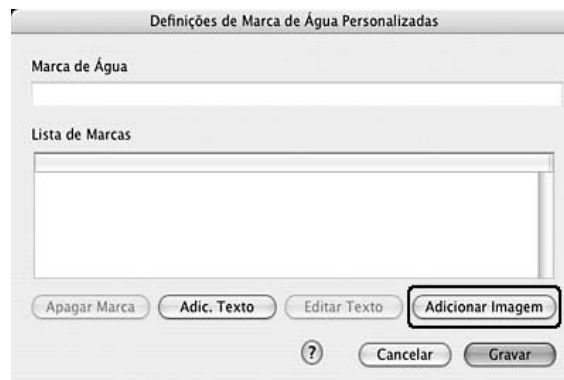 Definições de Marca de Água Personalizadas
Marca de Água
Lista de Marcas
Apagar Marca Adic. Texto Editar Texto Adicionar Imagem
? Cancelar Gravar